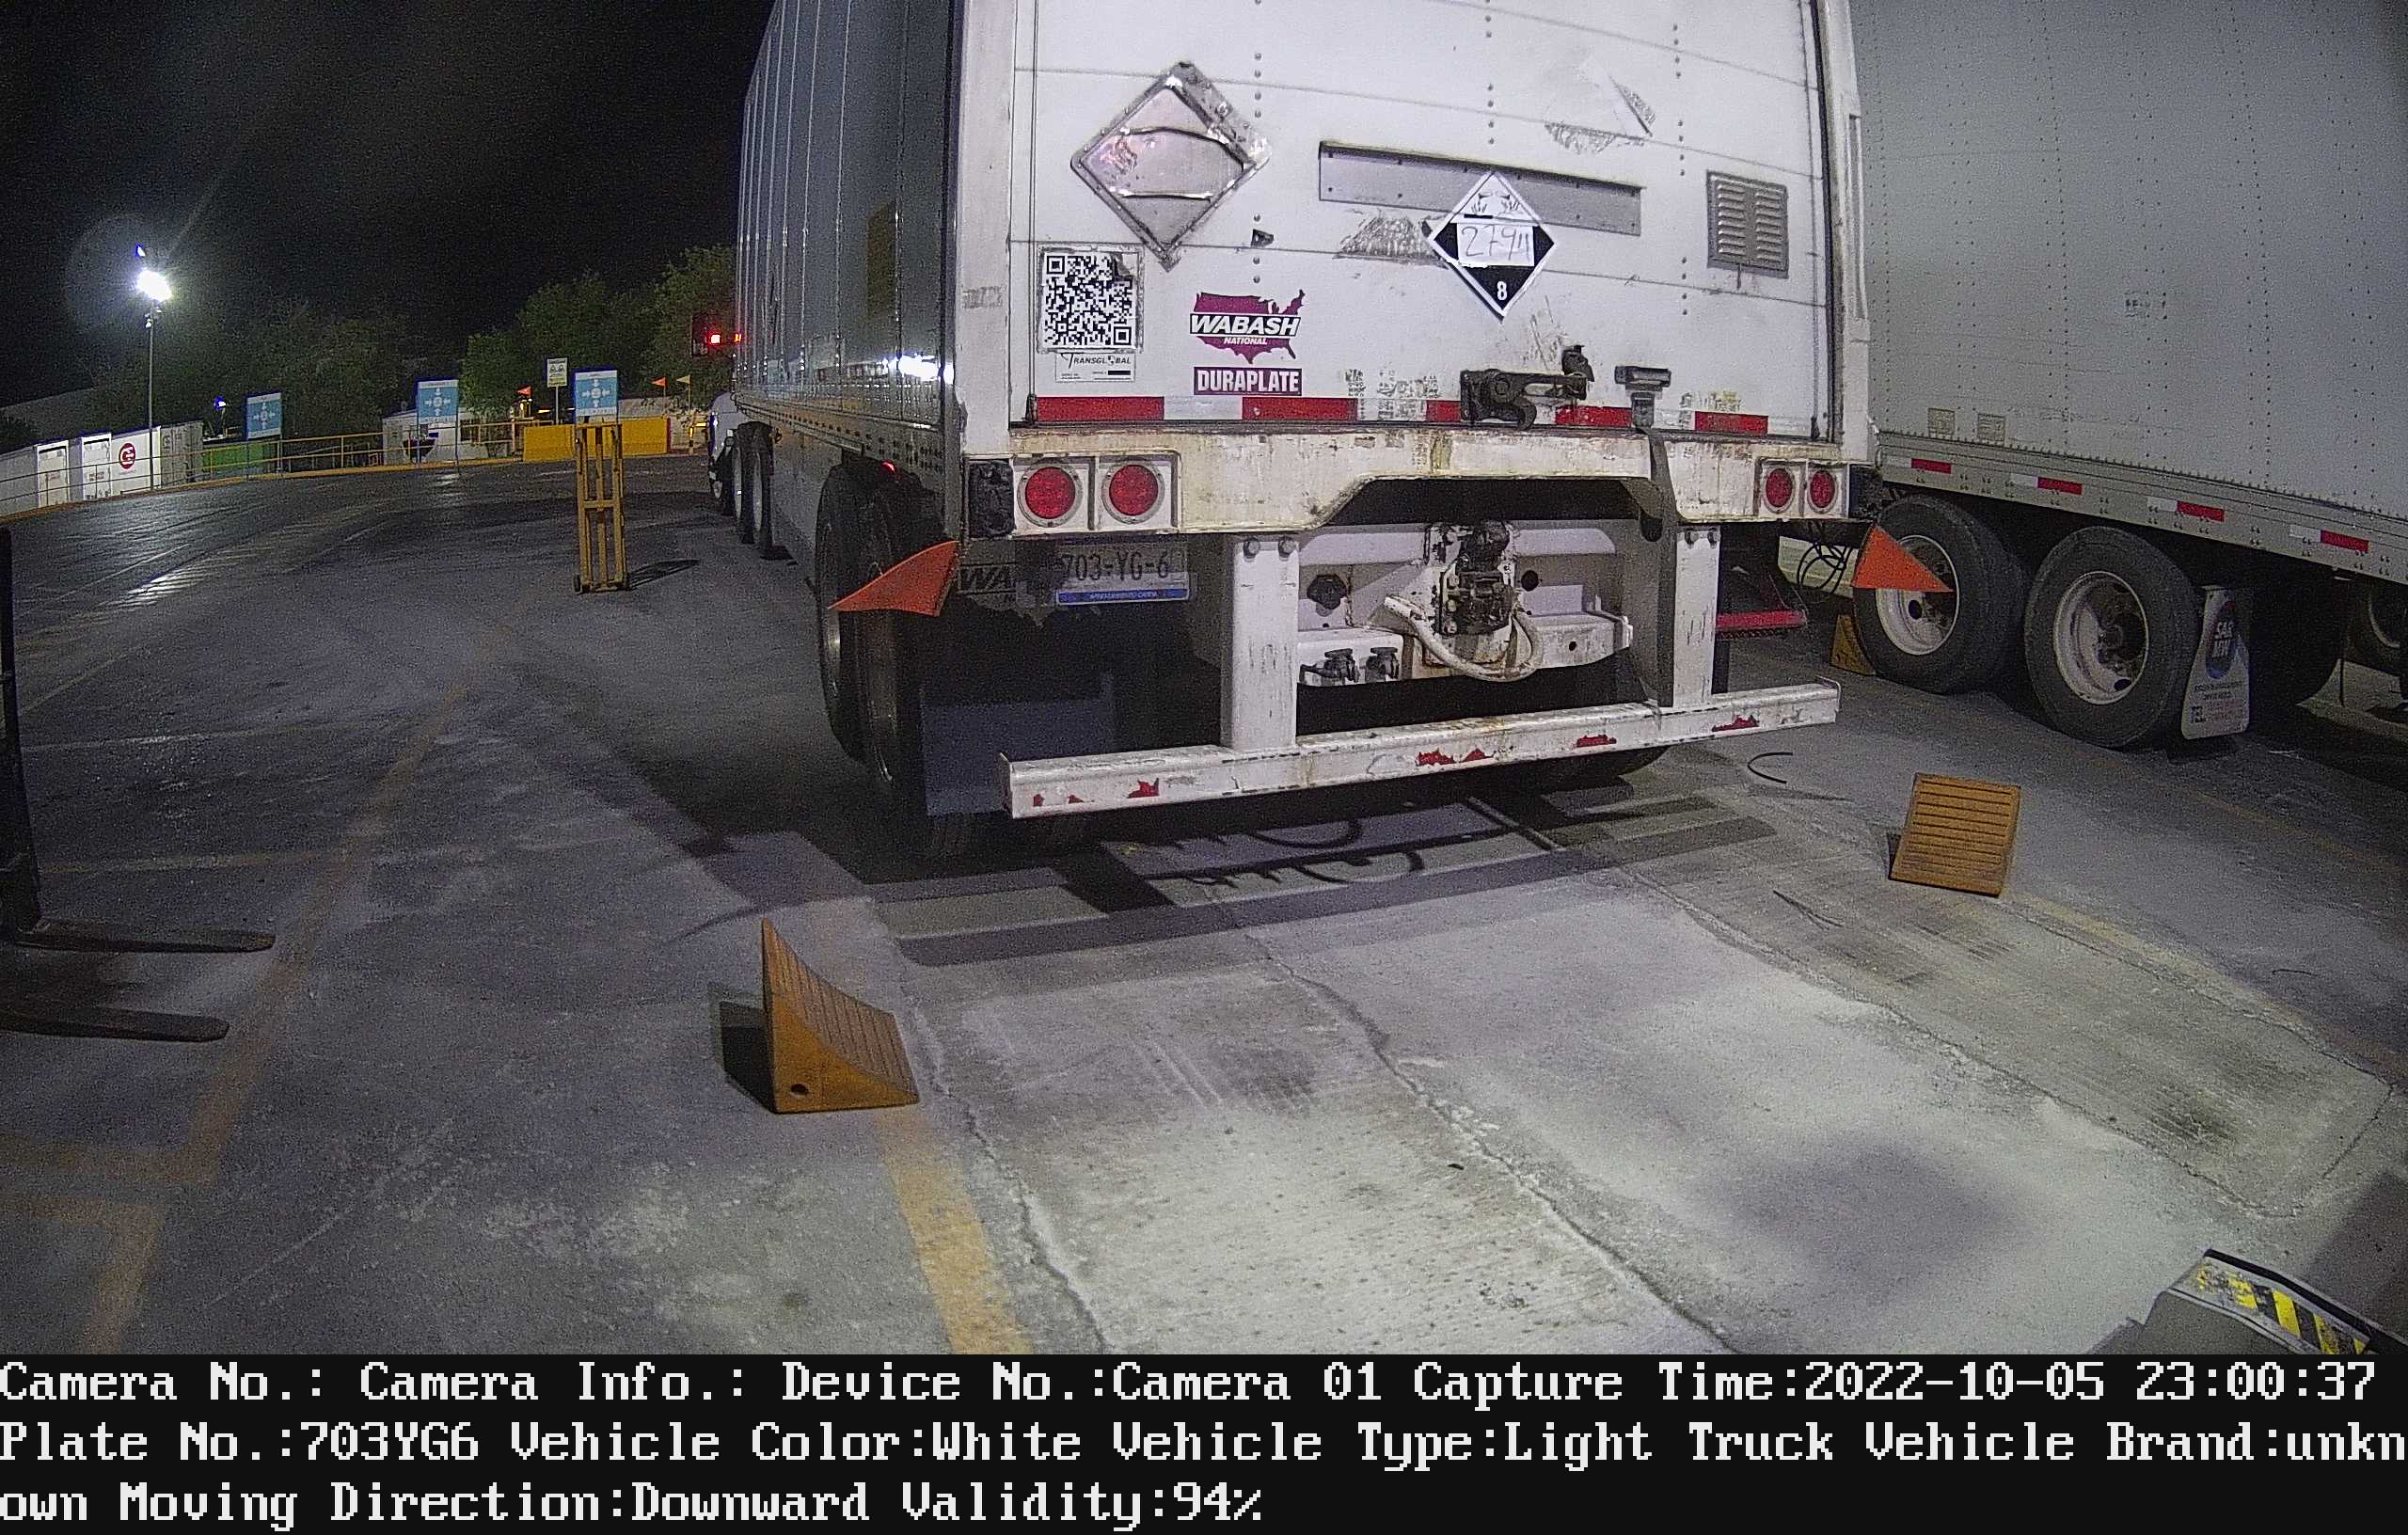 2794
8
WABASH
NATIONAL
TRANSGLOBAL
DURAPLATE
WA
703-YG-6
Camera No.: Camera Info.: Device No.:Camera 01 Capture Time:2022-10-05 23:00:37
Plate No.:703YG6 Vehicle Color:White Vehicle Type:Light Truck Vehicle Brand:unkn
own Moving Direction:Downward Validity:94%